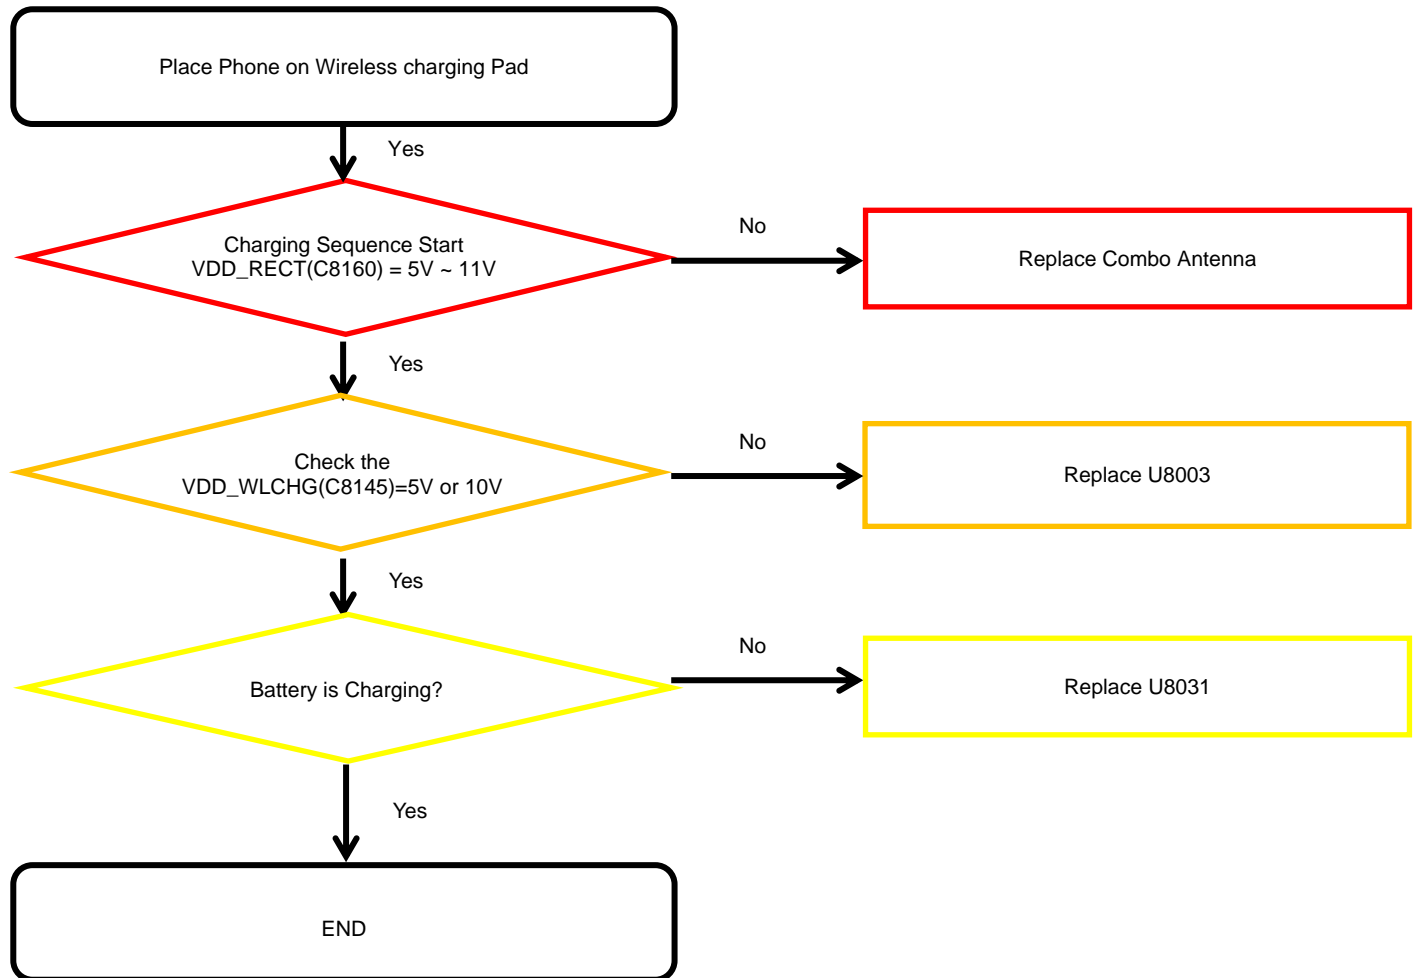 Place Phone on Wireless charging Pad
Yes
Charging Sequence Start
VDD_RECT(C8160) = 5V ~ 11V
No
Replace Combo Antenna
Yes
Check the
VDD_WLCHG(C8145)=5V or 10V
No
Replace U8003
Yes
Battery is Charging?
No
Replace U8031
Yes
END